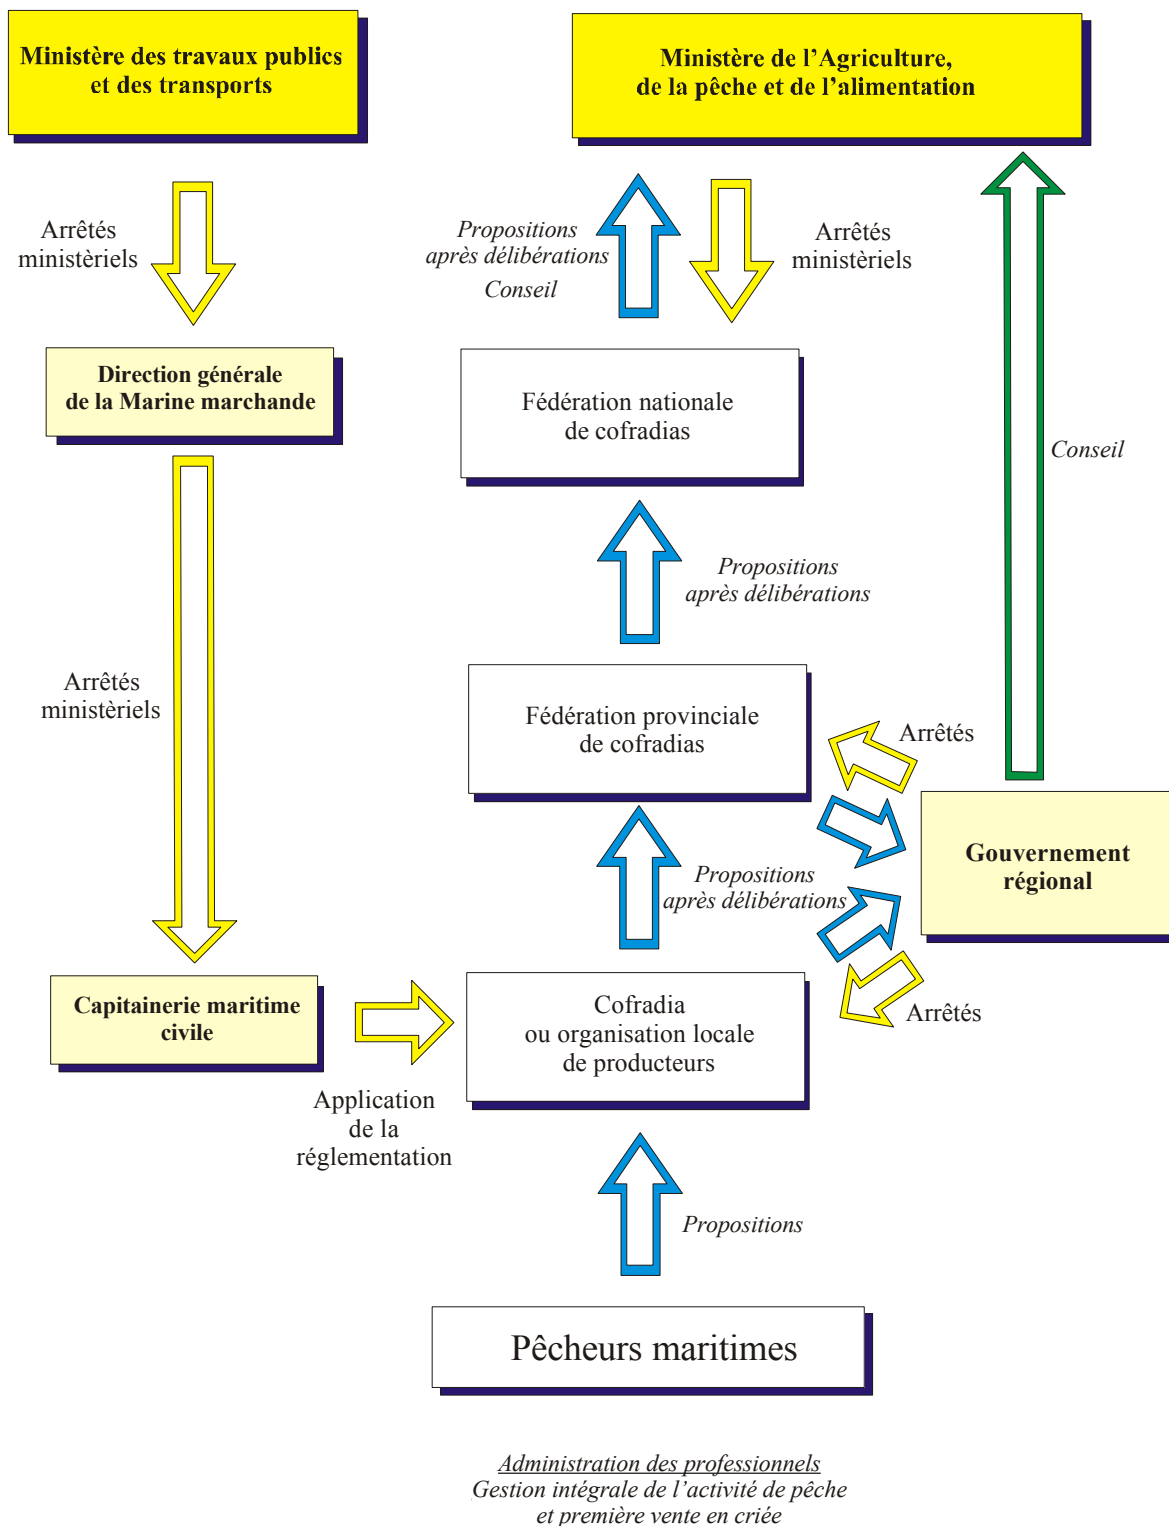 Ministère des travaux publics
et des transports
Ministère de l’Agriculture,
de la pêche et de l’alimentation
Arrêtés
ministèriels
Propositions
après délibérations
Conseil
Arrêtés
ministèriels
Direction générale
de la Marine marchande
Fédération nationale
de cofradias
Conseil
Propositions
après délibérations
Arrêtés
ministèriels
Fédération provinciale
de cofradias
Arrêtés
Gouvernement
régional
Propositions
après délibérations
Capitainerie maritime
civile
Cofradia
ou organisation locale
de producteurs
Arrêtés
Application
de la
réglementation
Propositions
Pêcheurs maritimes
Administration des professionnels
Gestion intégrale de l’activité de pêche
et première vente en criée